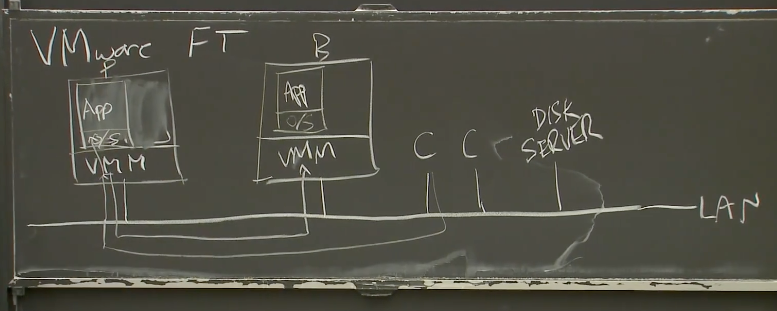 VMware FT
P
App
O/S
VMM
B
App
O/S
VMM
C
C
DISK
SERVER
LAN